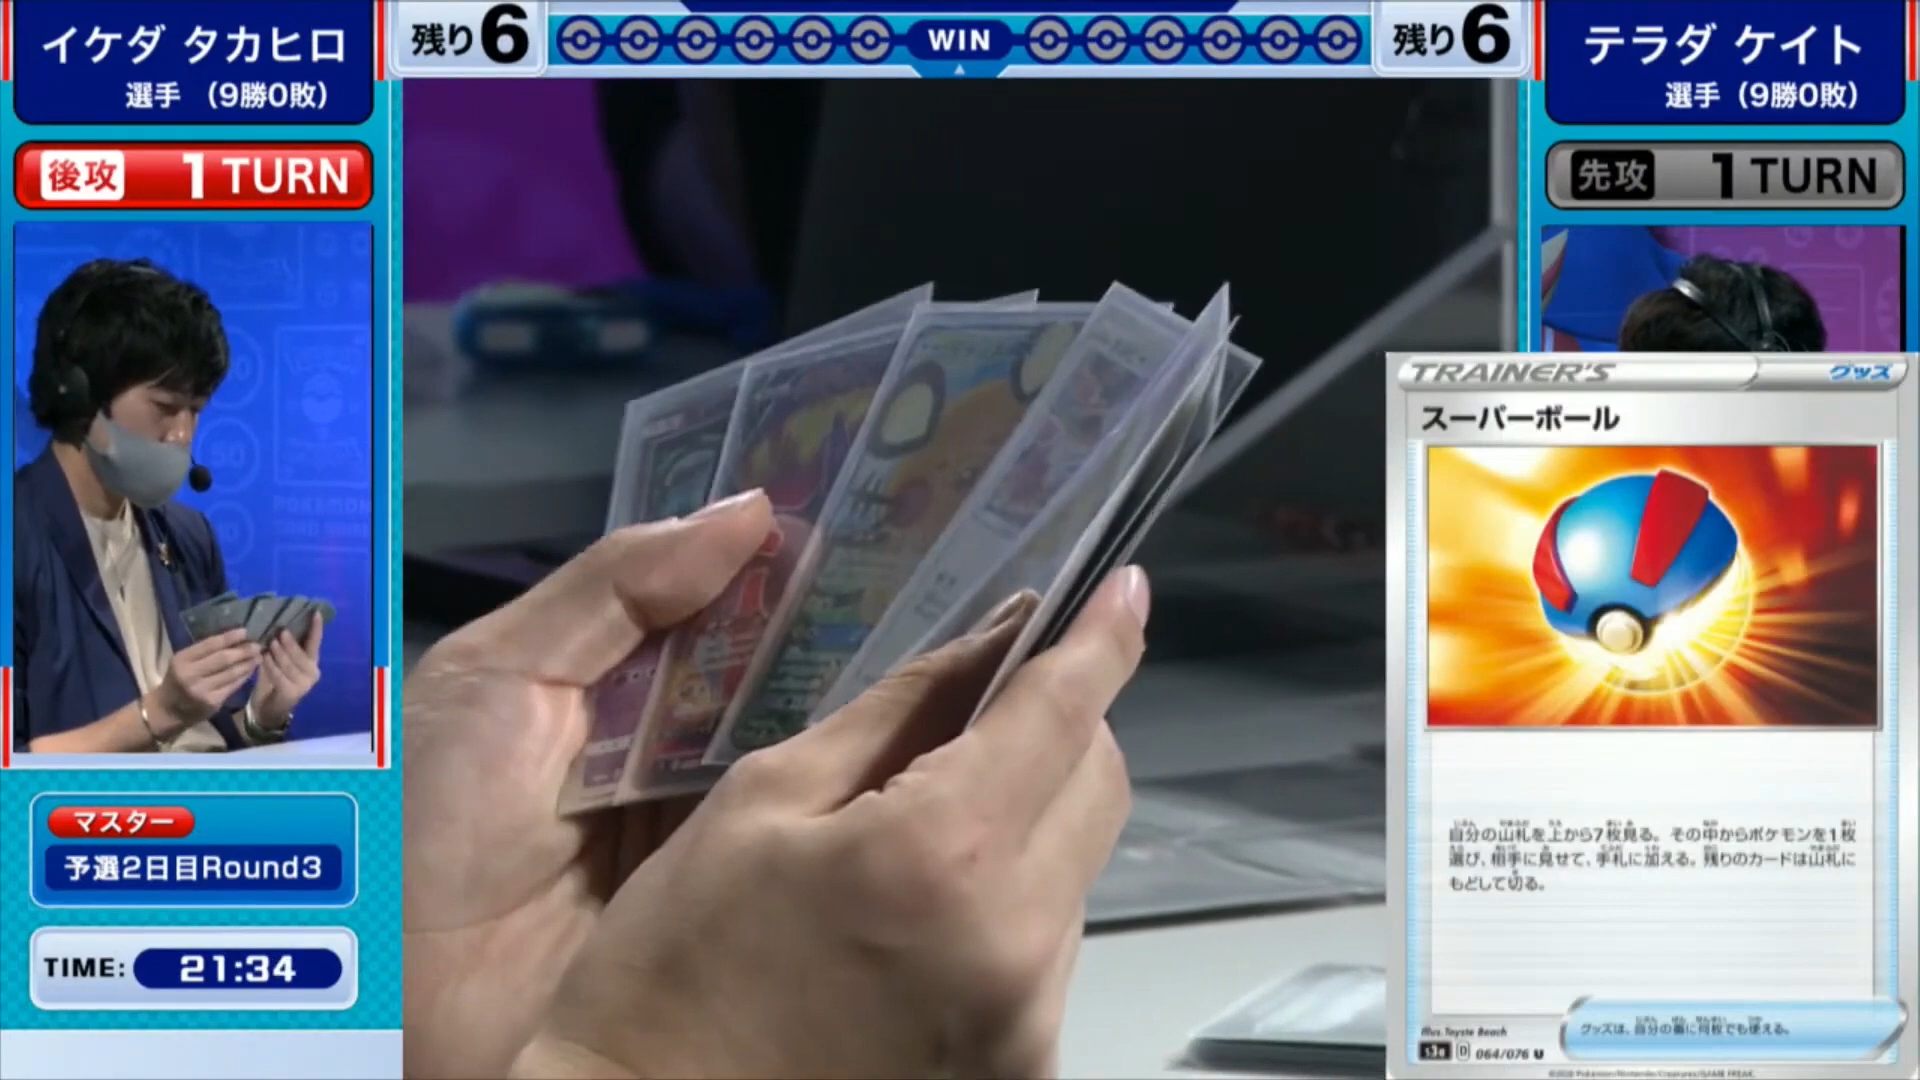 イケダ タカヒロ
選手 (9勝0敗)
後攻 1 TURN
残り6
WIN
残り6
テラダ ケイト
選手 (9勝0敗)
先攻 1 TURN
マスター
予選2日目Round3
TIME: 21:34
TRAINER'S
グッズ
スーパーボール
自分の山札を上から7枚見る。その中からポケモンを1枚
選び、相手に見せて、手札に加える。残りのカードは山札に
もどして切る。
グッズは、自分の番に何枚でも使える。
Illus. Toyste Beach
s3a D 064/076 U